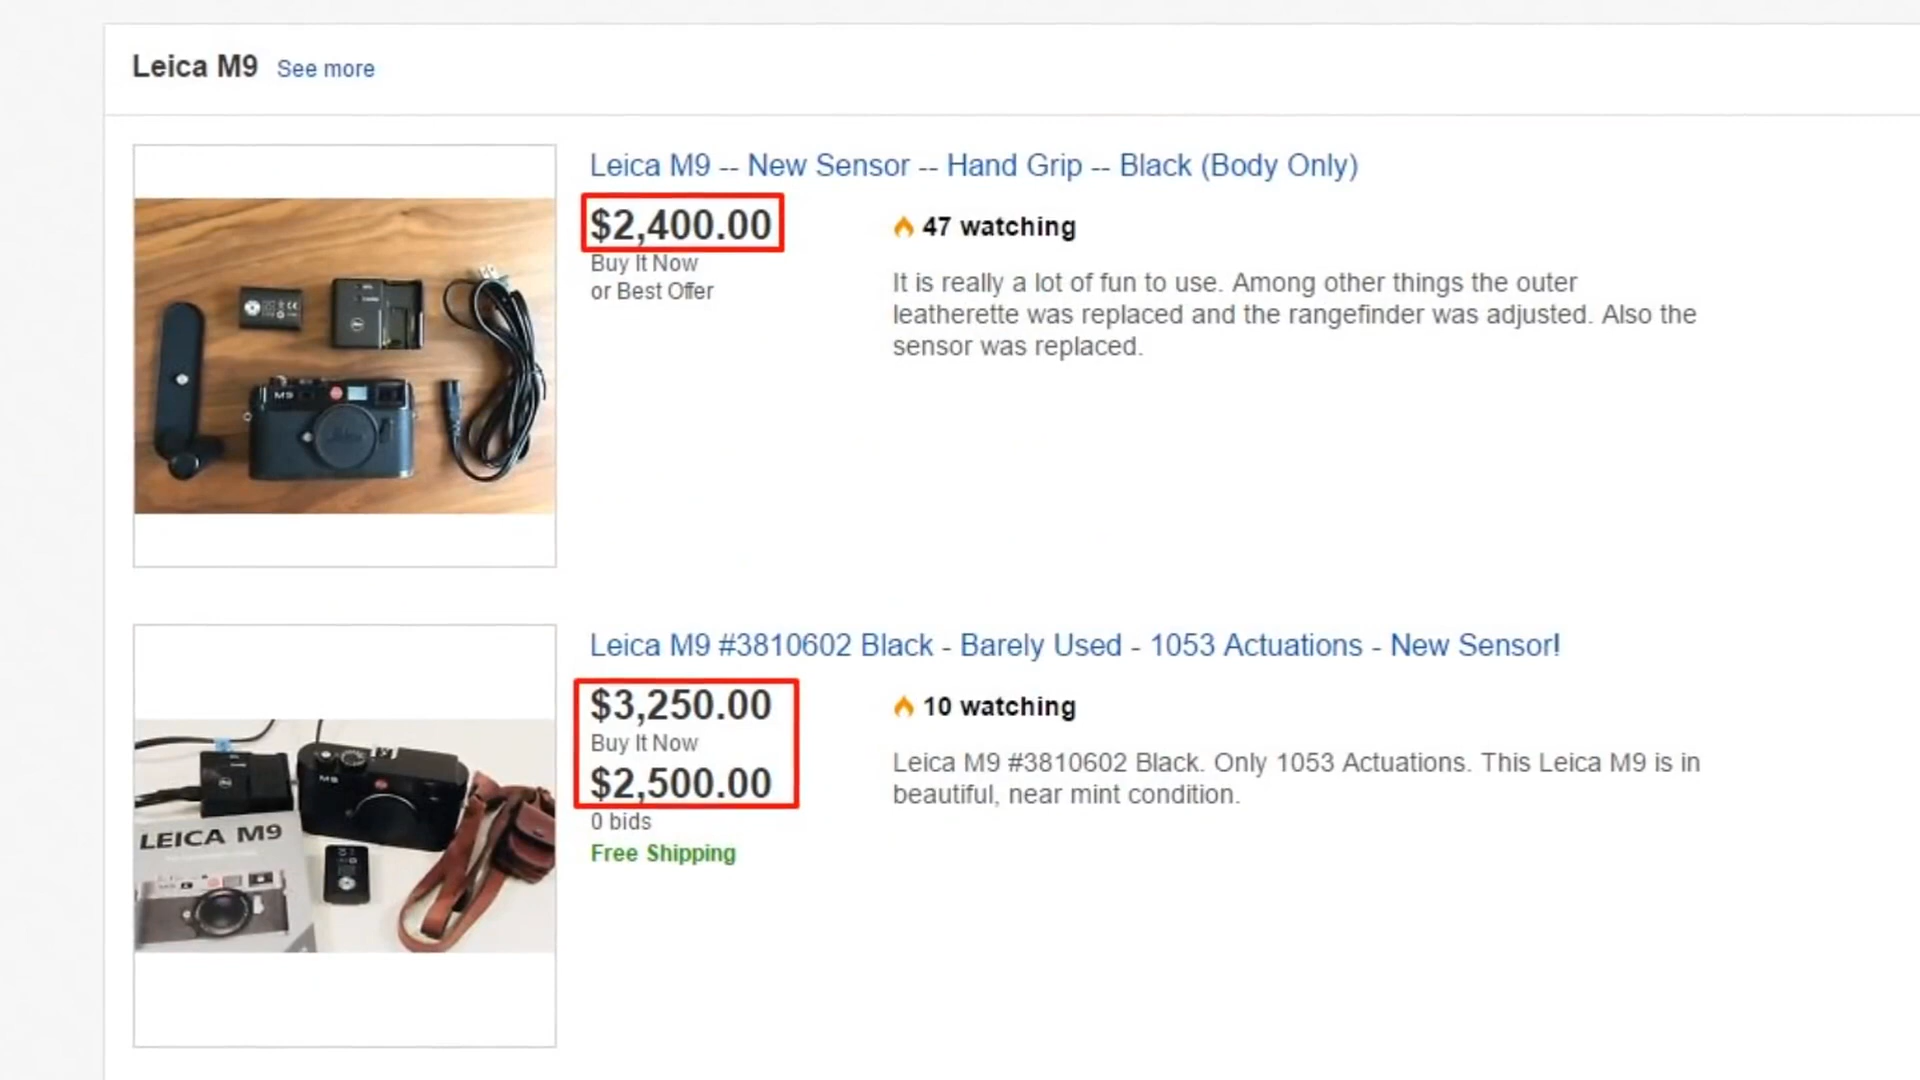 Leica M9 See more
Leica M9 -- New Sensor -- Hand Grip -- Black (Body Only)
$2,400.00
Buy It Now
or Best Offer
47 watching
It is really a lot of fun to use. Among other things the outer
leatherette was replaced and the rangefinder was adjusted. Also the
sensor was replaced.
M9
Leica M9 #3810602 Black - Barely Used - 1053 Actuations - New Sensor!
$3,250.00
Buy It Now
$2,500.00
0 bids
Free Shipping
10 watching
Leica M9 #3810602 Black. Only 1053 Actuations. This Leica M9 is in
beautiful, near mint condition.
M9
LEICA M9